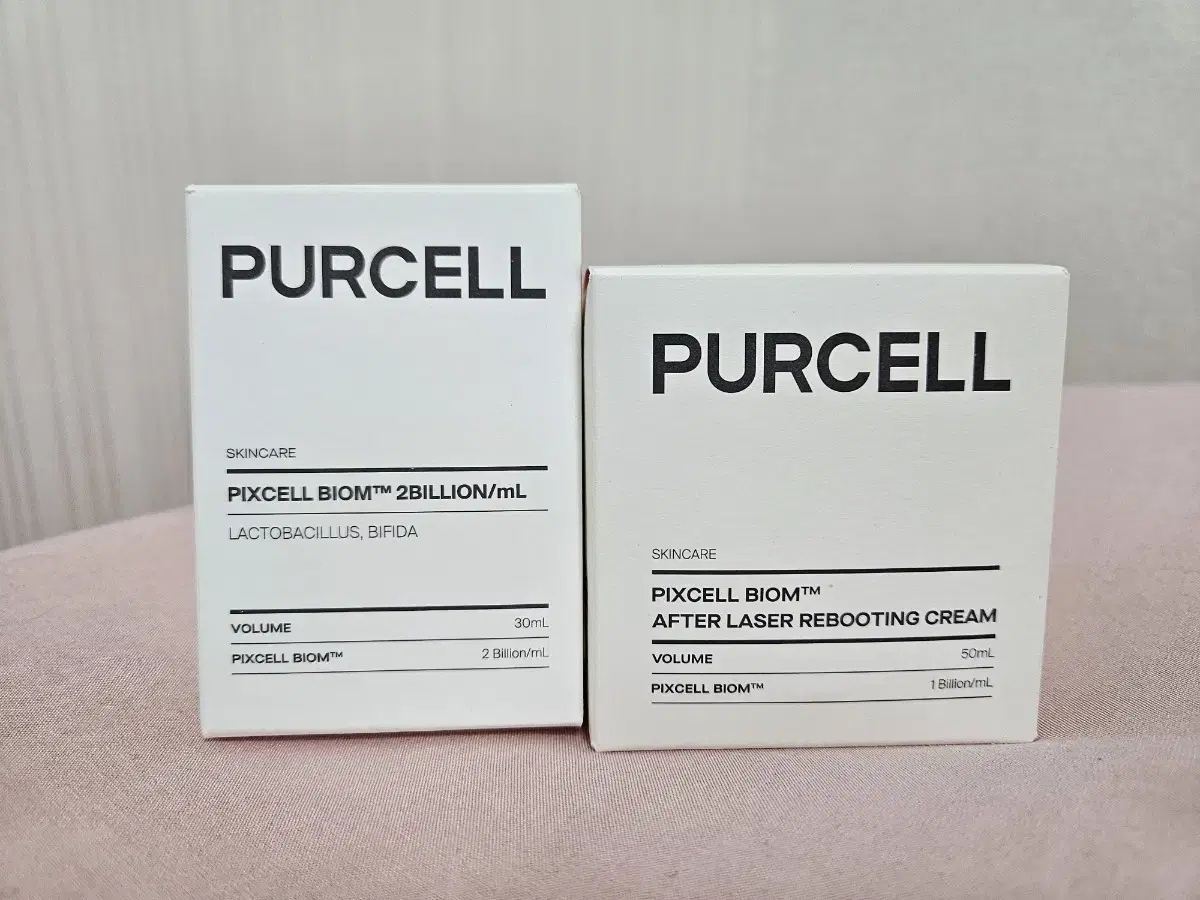 PURCELL
SKINCARE
PIXCELL BIOM™ 2BILLION/mL
LACTOBACILLUS, BIFIDA
VOLUME 30mL
PIXCELL BIOM™ 2 Billion/mL
PURCELL
SKINCARE
PIXCELL BIOM™
AFTER LASER REBOOTING CREAM
VOLUME 50mL
PIXCELL BIOM™ 1 Billion/mL